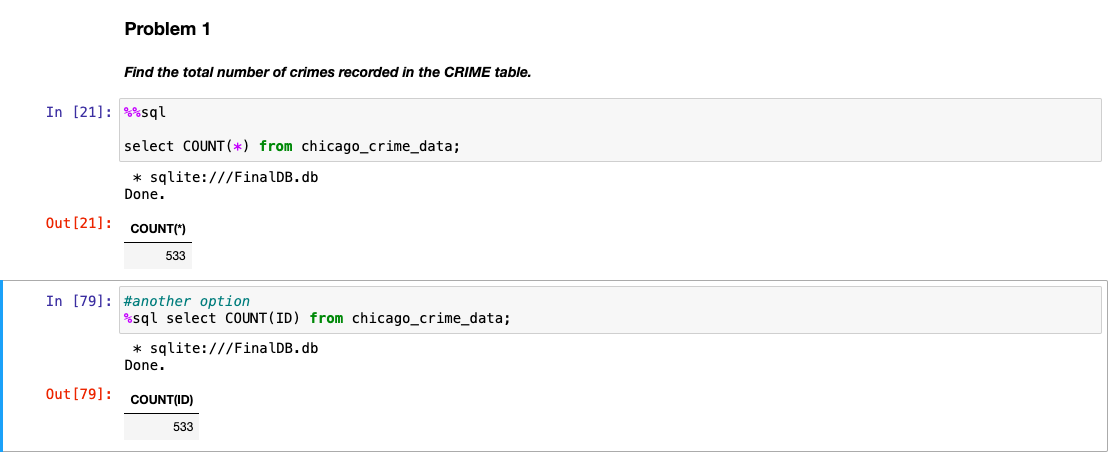 Problem 1
Find the total number of crimes recorded in the CRIME table.
In [21]: %%sql
select COUNT(*) from chicago_crime_data;
* sqlite:///FinalDB.db
Done.
Out[21]: COUNT(*)
533
In [79]: #another option
%sql select COUNT(ID) from chicago_crime_data;
* sqlite:///FinalDB.db
Done.
Out[79]: COUNT(ID)
533